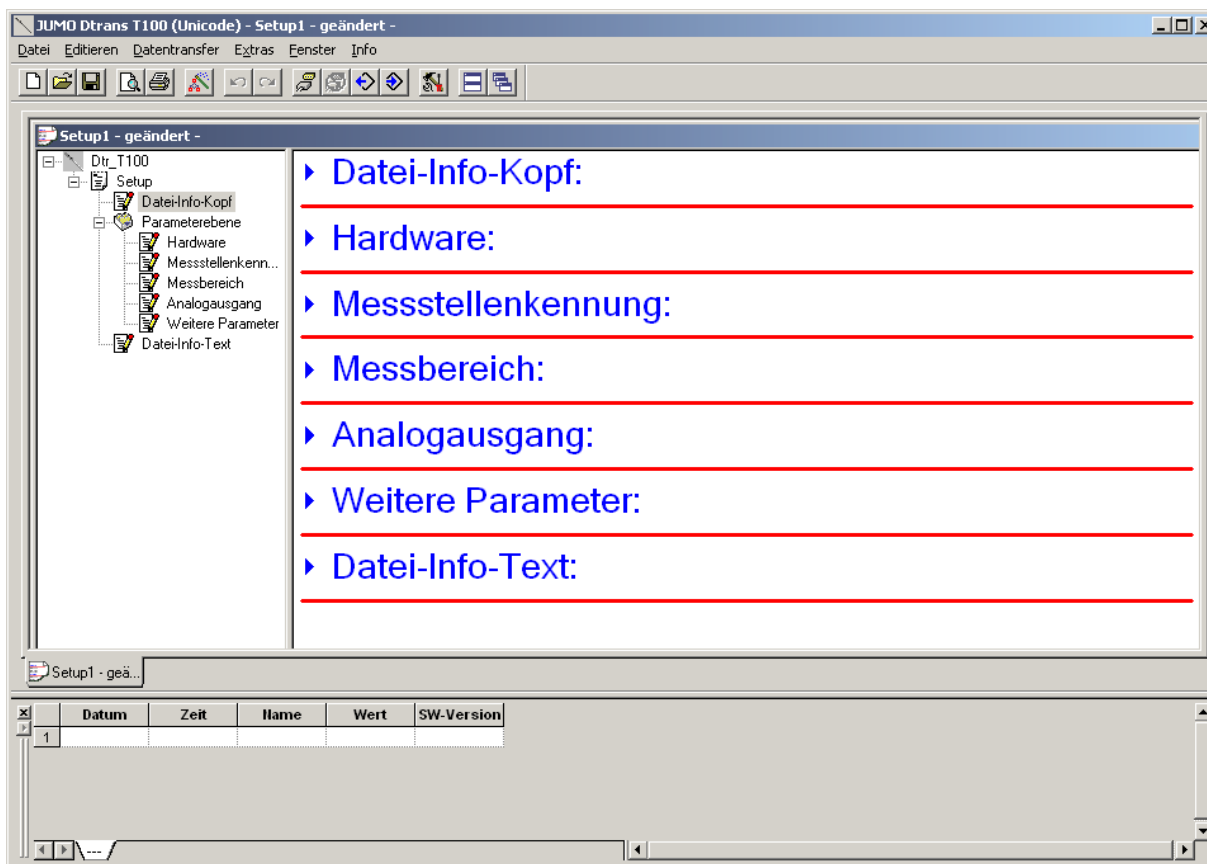 JUMO Dtrans T100 (Unicode) - Setup1 - geändert -
Datei Editieren Datentransfer Extras Fenster Info
Setup1 - geändert -
Dtr_T100
Setup
Datei-Info-Kopf
Parameterebene
Hardware
Messstellenkenn...
Messbereich
Analogausgang
Weitere Parameter
Datei-Info-Text
Datei-Info-Kopf:
Hardware:
Messstellenkennung:
Messbereich:
Analogausgang:
Weitere Parameter:
Datei-Info-Text:
Setup1 - geä...
Datum Zeit Name Wert SW-Version
1
---